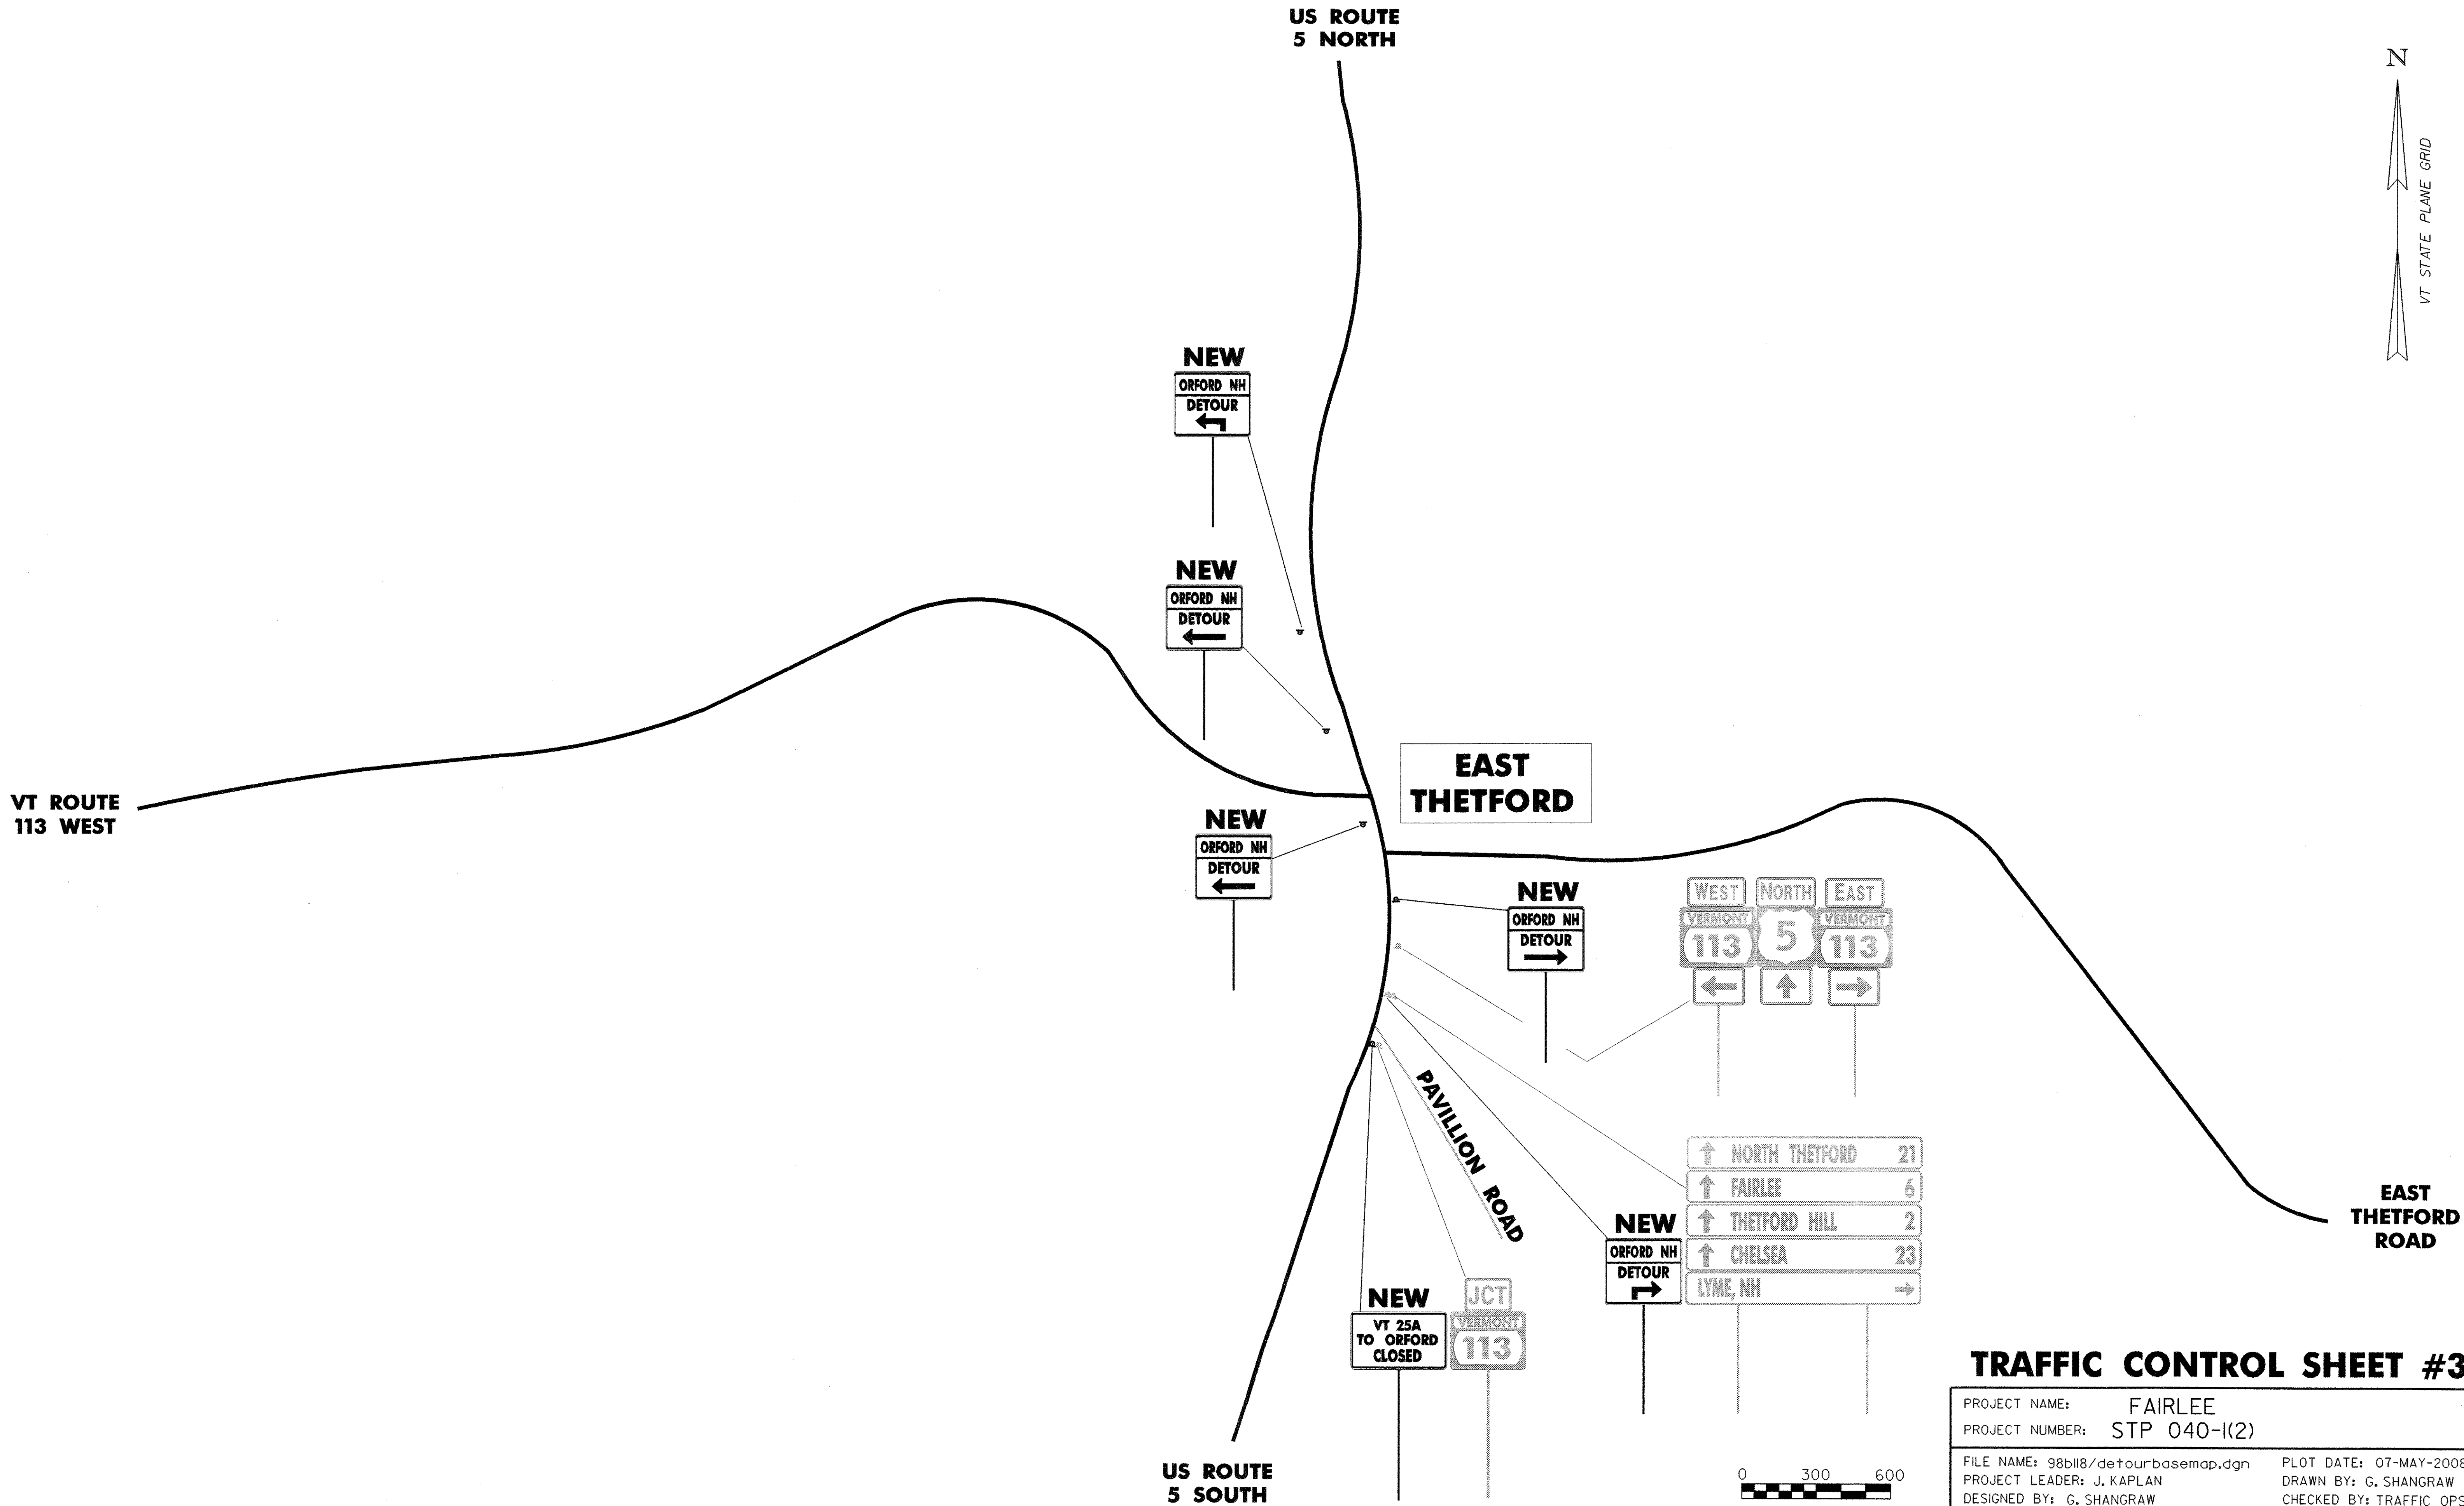 US ROUTE
5 NORTH
N
VT STATE PLANE GRID
NEW
ORFORD NH
DETOUR
NEW
ORFORD NH
DETOUR
EAST
THETFORD
VT ROUTE
113 WEST
NEW
ORFORD NH
DETOUR
NEW
ORFORD NH
DETOUR
WEST NORTH EAST
VERMONT VERMONT
113 5 113
PAVILLION ROAD
NORTH THETFORD 21
FAIRLEE 6
THETFORD HILL 2
CHELSEA 23
LYME, NH
NEW
ORFORD NH
DETOUR
EAST
THETFORD
ROAD
NEW
VT 25A
TO ORFORD
CLOSED
JCT
VERMONT
113
US ROUTE
5 SOUTH
0 300 600
TRAFFIC CONTROL SHEET #3
PROJECT NAME: FAIRLEE
PROJECT NUMBER: STP 040-1(2)
FILE NAME: 98b118/detourbasemap.dgn PLOT DATE: 07-MAY-2008
PROJECT LEADER: J. KAPLAN DRAWN BY: G. SHANGRAW
DESIGNED BY: G. SHANGRAW CHECKED BY: TRAFFIC OPS